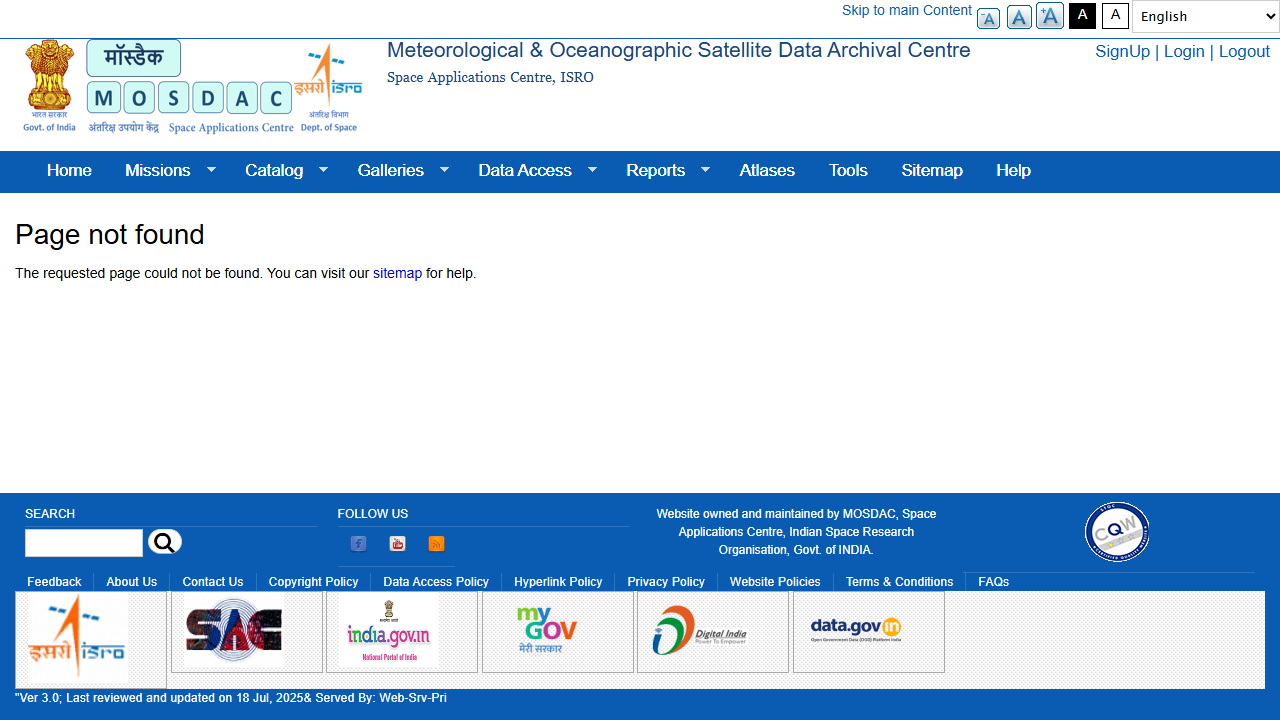 Skip to main Content
-A
A
+A
A
A
English
मॉस्डैक
M O S D A C
भारत सरकार
Govt. of India
अंतरिक्ष उपयोग केंद्र Space Applications Centre
इसरो isro
अंतरिक्ष विभाग
Dept. of Space
Meteorological & Oceanographic Satellite Data Archival Centre
Space Applications Centre, ISRO
SignUp | Login | Logout
Home Missions Catalog Galleries Data Access Reports Atlases Tools Sitemap Help
Page not found
The requested page could not be found. You can visit our sitemap for help.
SEARCH
FOLLOW US
Website owned and maintained by MOSDAC, Space
Applications Centre, Indian Space Research
Organisation, Govt. of INDIA.
CQW
Feedback About Us Contact Us Copyright Policy Data Access Policy Hyperlink Policy Privacy Policy Website Policies Terms & Conditions FAQs
इसरो isro
SAC
india.gov.in
National Portal of India
my
GOV
मेरी सरकार
Digital India
Power To Empower
data.gov.in
Open Government Data (OGD) Platform India
"Ver 3.0; Last reviewed and updated on 18 Jul, 2025& Served By: Web-Srv-Pri